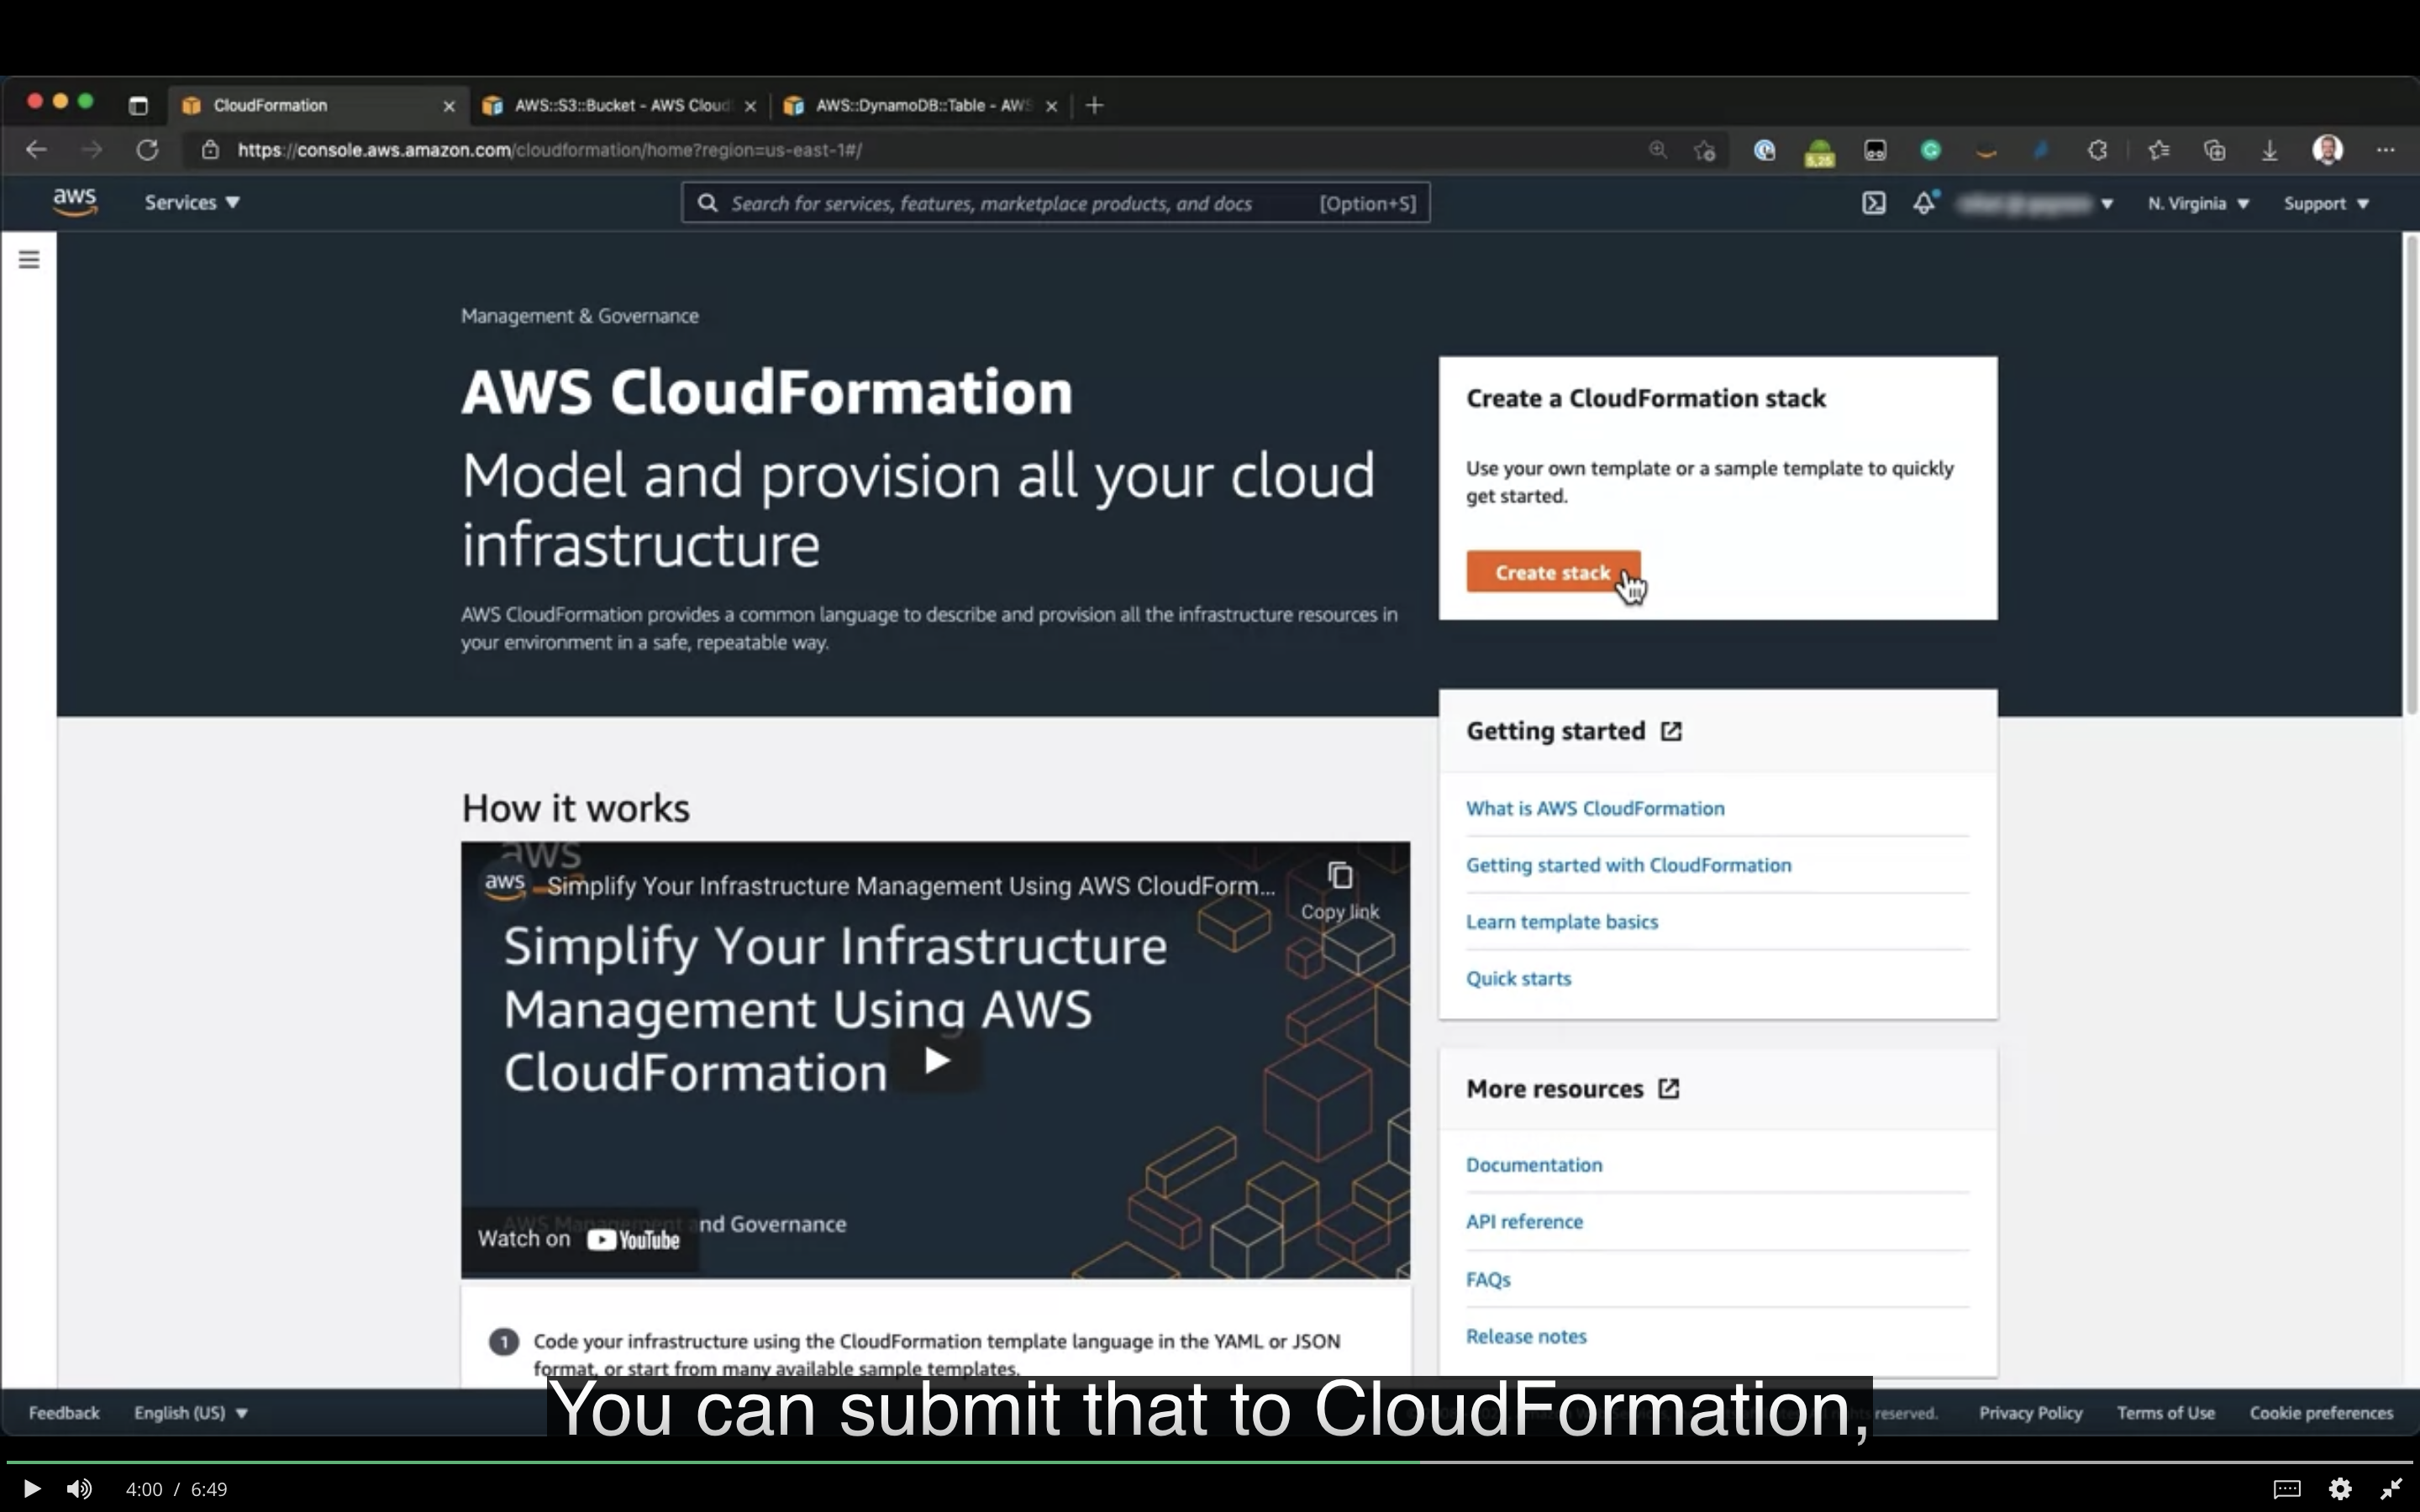 CloudFormation
AWS::S3::Bucket - AWS Cloud
AWS::DynamoDB::Table - AWS
https://console.aws.amazon.com/cloudformation/home?region=us-east-1#/
5,25
aws
Services
Search for services, features, marketplace products, and docs
[Option+S]
N. Virginia
Support
Management & Governance
AWS CloudFormation
Model and provision all your cloud
infrastructure
AWS CloudFormation provides a common language to describe and provision all the infrastructure resources in
your environment in a safe, repeatable way.
Create a CloudFormation stack
Use your own template or a sample template to quickly
get started.
Create stack
Getting started
What is AWS CloudFormation
Getting started with CloudFormation
Learn template basics
Quick starts
How it works
aws
aws
Simplify Your Infrastructure Management Using AWS CloudForm...
Copy link
Simplify Your Infrastructure
Management Using AWS
CloudFormation
AWS Management and Governance
Watch on YouTube
More resources
Documentation
API reference
FAQs
Release notes
1
Code your infrastructure using the CloudFormation template language in the YAML or JSON
format, or start from many available sample templates.
You can submit that to CloudFormation,
Feedback
English (US)
reserved.
Privacy Policy
Terms of Use
Cookie preferences
4:00 / 6:49